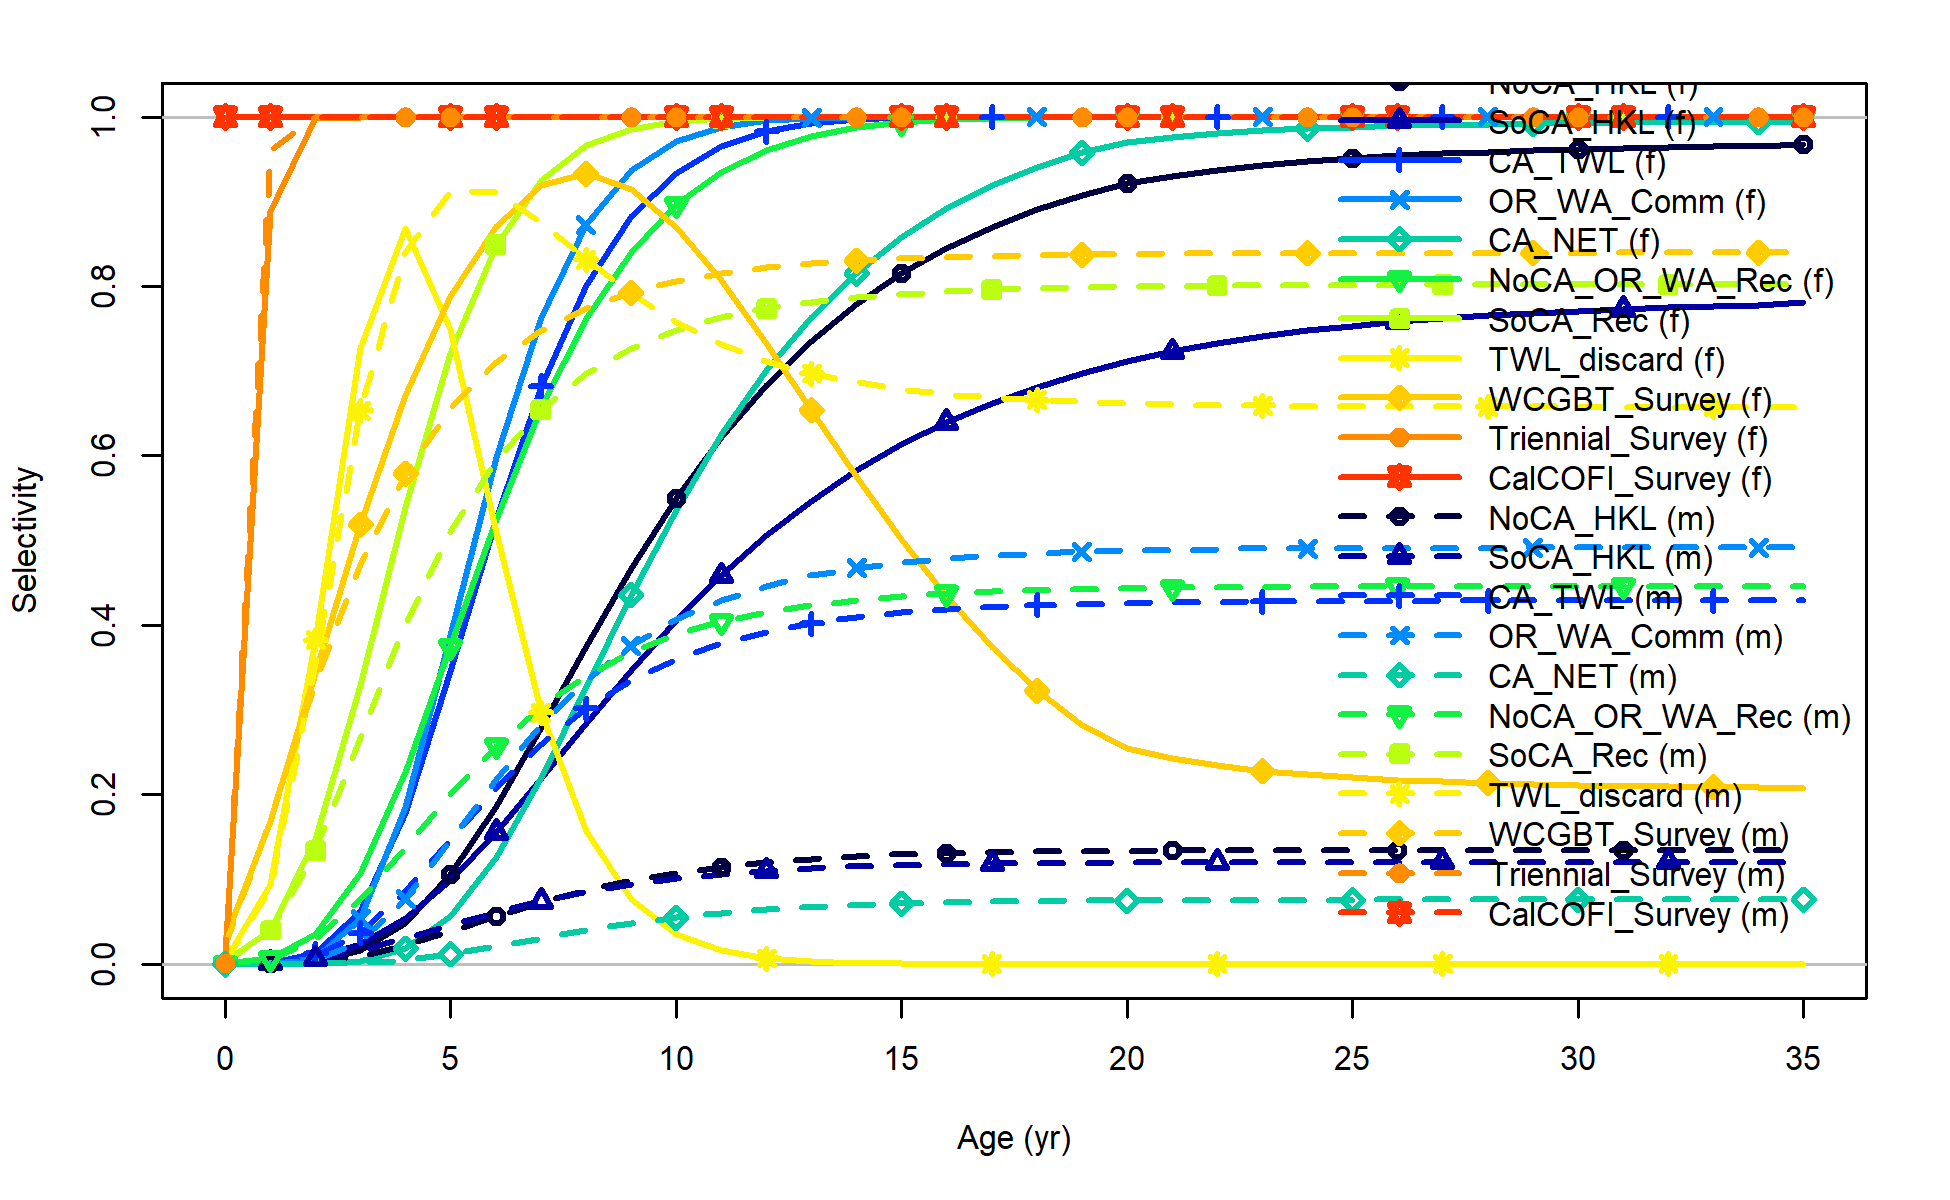 NoCA_HKL (f)
SoCA_HKL (f)
CA_TWL (f)
OR_WA_Comm (f)
CA_NET (f)
NoCA_OR_WA_Rec (f)
SoCA_Rec (f)
TWL_discard (f)
WCGBT_Survey (f)
Triennial_Survey (f)
CalCOFI_Survey (f)
NoCA_HKL (m)
SoCA_HKL (m)
CA_TWL (m)
OR_WA_Comm (m)
CA_NET (m)
NoCA_OR_WA_Rec (m)
SoCA_Rec (m)
TWL_discard (m)
WCGBT_Survey (m)
Triennial_Survey (m)
CalCOFI_Survey (m)
1.0
0.8
0.6
0.4
0.2
0.0
Selectivity
0 5 10 15 20 25 30 35
Age (yr)